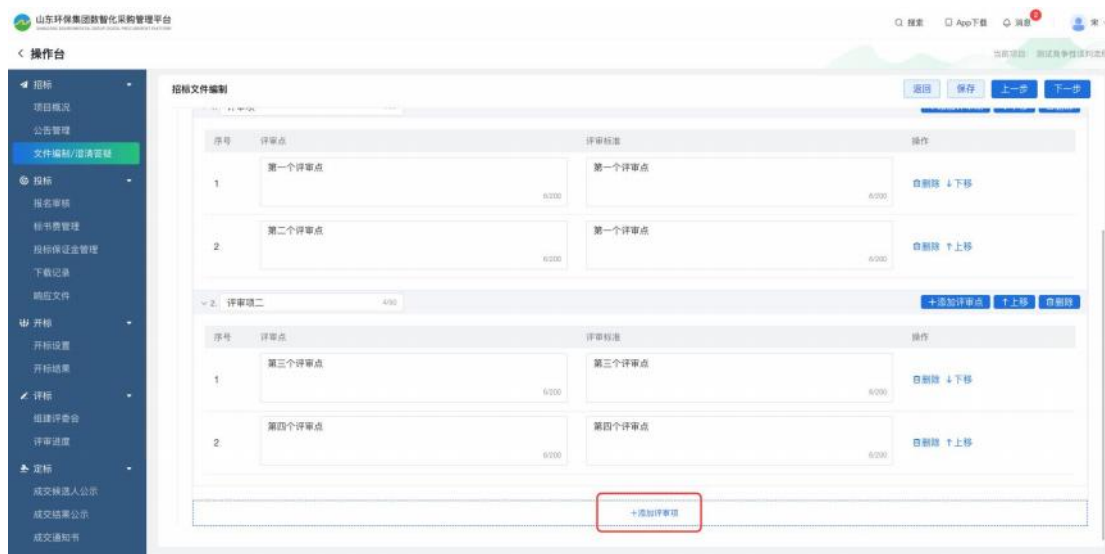 山东环保集团数智化采购管理平台
搜索 App下载 消息 宋
操作台
招标
项目概况
公告管理
文件编制/澄清答疑
投标
报名审核
标书费管理
投标保证金管理
下载记录
响应文件
开标
开标设置
开标结果
评标
组建评委会
评审进度
定标
成交候选人公示
成交结果公示
成交通知书
招标文件编制
返回 保存 上一步 下一步
序号 评审点 评审标准 操作
1 第一个评审点 6/200 第一个评审点 6/200 删除 ↓下移
2 第二个评审点 6/200 第一个评审点 6/200 删除 ↑上移
2. 评审项二 4/50 +添加评审点 ↑上移 删除
序号 评审点 评审标准 操作
1 第三个评审点 6/200 第三个评审点 6/200 删除 ↓下移
2 第四个评审点 6/200 第四个评审点 6/200 删除 ↑上移
+添加评审项